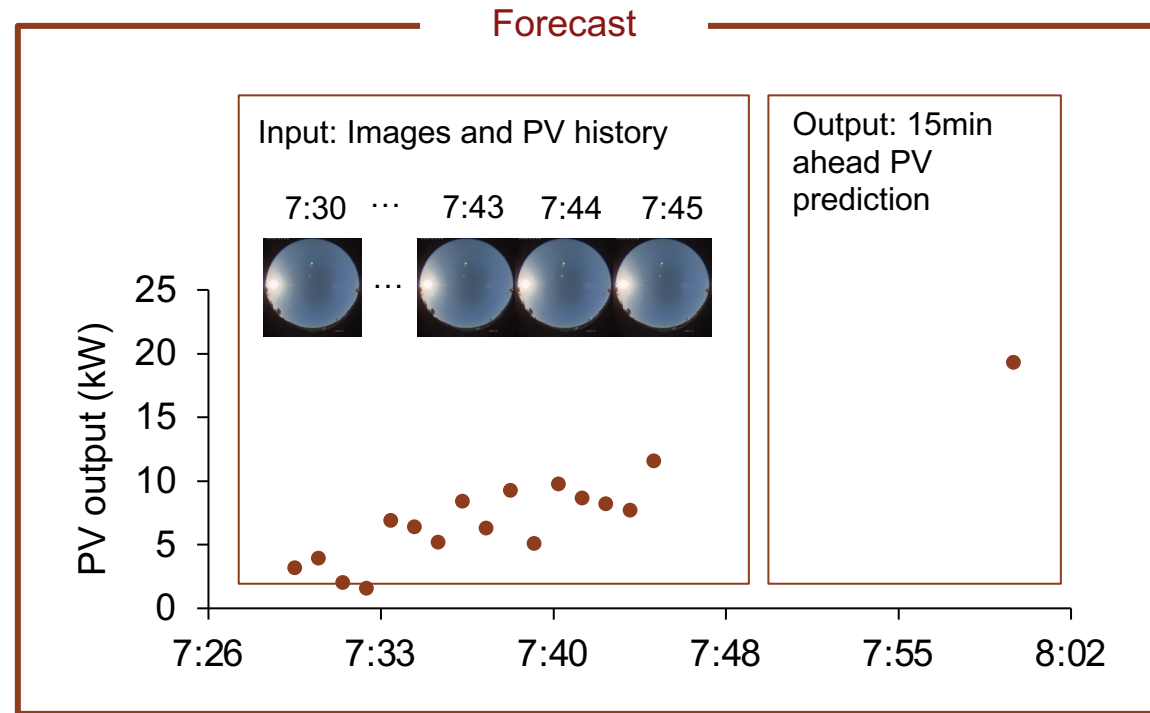 Forecast
Input: Images and PV history
Output: 15min
ahead PV
prediction
7:30 ... 7:43 7:44 7:45
...
PV output (kW)
25
20
15
10
5
0
7:26 7:33 7:40 7:48 7:55 8:02